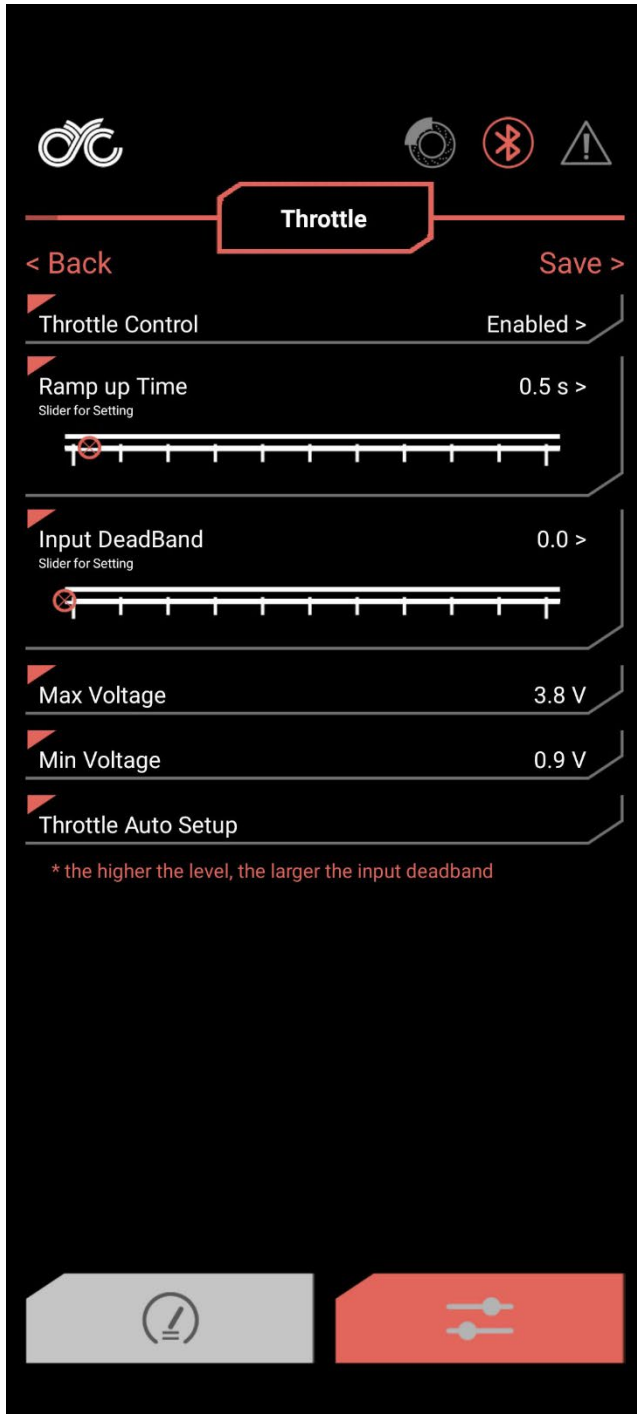 CYC
Throttle
< Back
Save >
Throttle Control
Enabled >
Ramp up Time
0.5 s >
Slider for Setting
Input DeadBand
0.0 >
Slider for Setting
Max Voltage
3.8 V
Min Voltage
0.9 V
Throttle Auto Setup
* the higher the level, the larger the input deadband